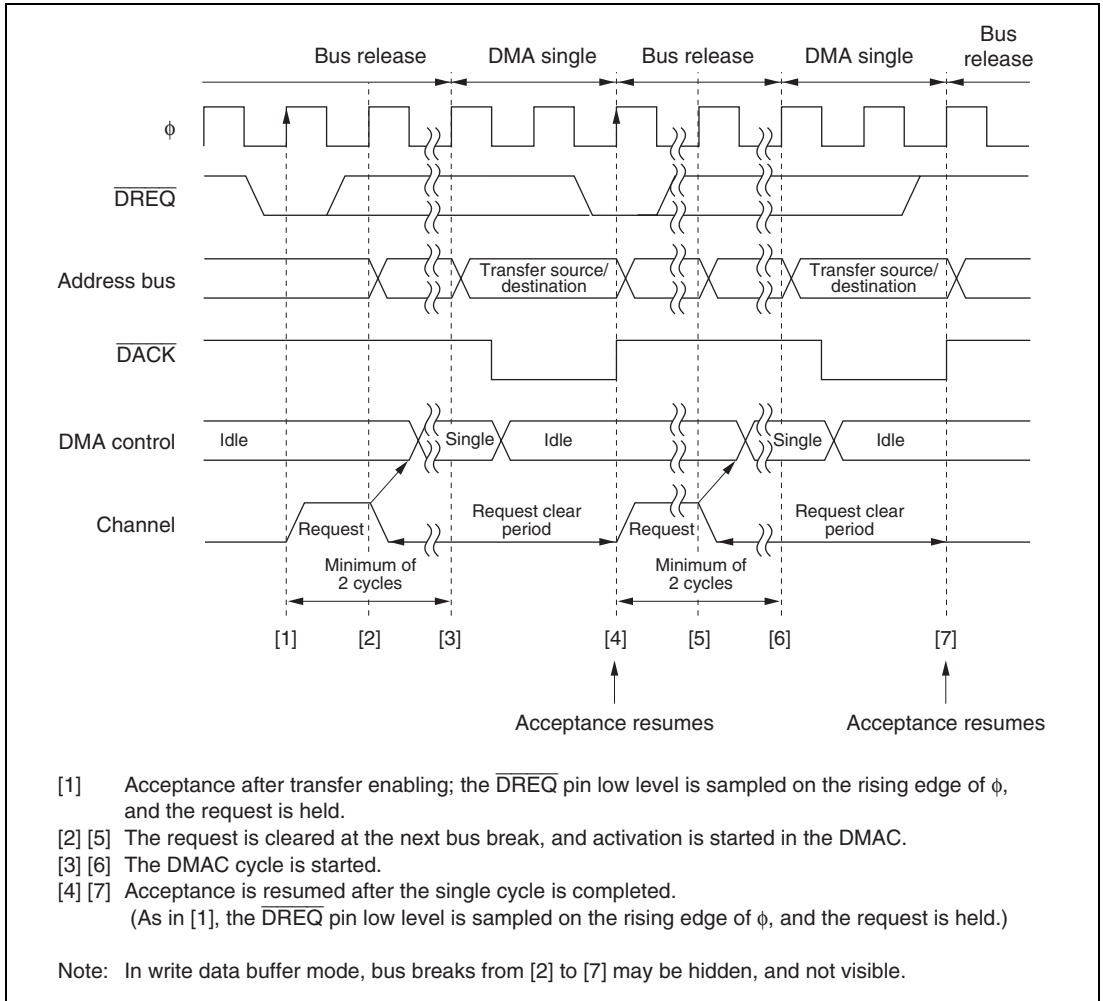 Bus release
DMA single
Bus release
DMA single
Bus
release
ϕ
DREQ
Address bus
Transfer source/
destination
Transfer source/
destination
DACK
DMA control
Idle
Single
Idle
Single
Idle
Channel
Request
Request clear
period
Request
Request clear
period
Minimum of
2 cycles
Minimum of
2 cycles
[1]
[2]
[3]
[4]
[5]
[6]
[7]
Acceptance resumes
Acceptance resumes
[1] Acceptance after transfer enabling; the DREQ pin low level is sampled on the rising edge of ϕ,
and the request is held.
[2] [5] The request is cleared at the next bus break, and activation is started in the DMAC.
[3] [6] The DMAC cycle is started.
[4] [7] Acceptance is resumed after the single cycle is completed.
(As in [1], the DREQ pin low level is sampled on the rising edge of ϕ, and the request is held.)
Note: In write data buffer mode, bus breaks from [2] to [7] may be hidden, and not visible.